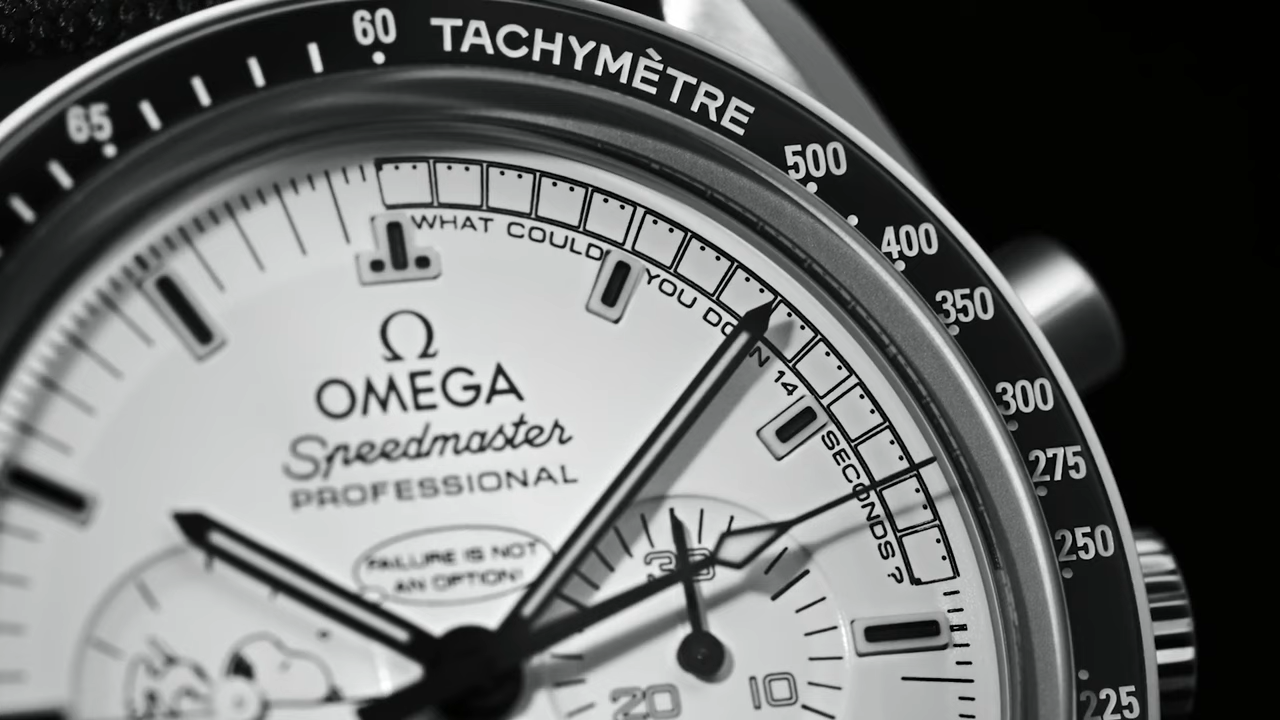 65
60
TACHYMÈTRE
500
400
350
300
275
250
225
WHAT COULD YOU DO IN 14 SECONDS?
Ω
OMEGA
Speedmaster
PROFESSIONAL
FAILURE IS NOT
AN OPTION!
30
20
10